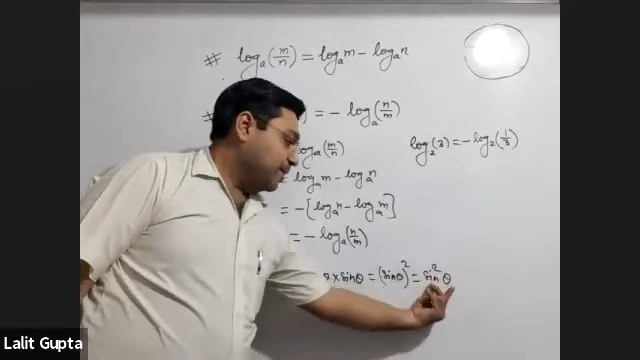 # logₐ(m/n) = logₐm - logₐn
# ) = - logₐ(n/m)
logₐ(m/n)
log₂(3) = -log₂(1/3)
= logₐm - logₐn
= -[logₐn - logₐm]
= - logₐ(n/m)
× sinθ = (sinθ)² = sin²θ
Lalit Gupta